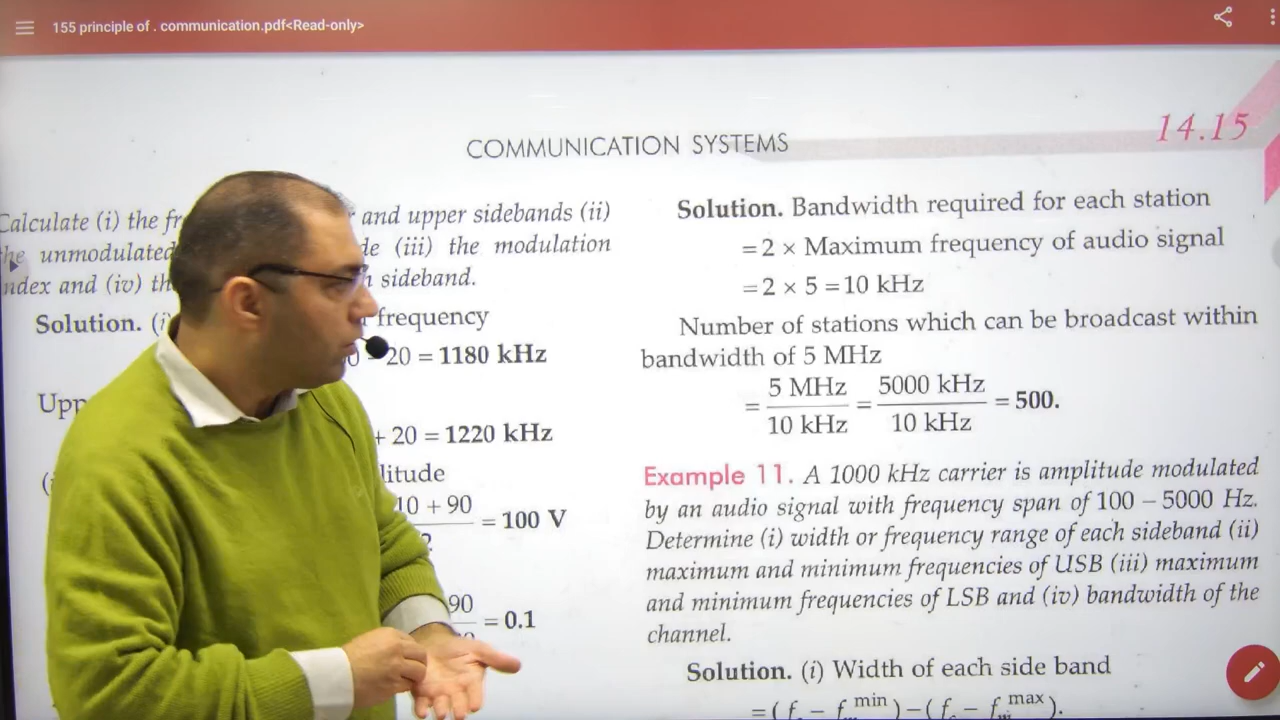 155 principle of . communication.pdf<Read-only>
COMMUNICATION SYSTEMS
14.15
Calculate (i) the and upper sidebands (ii)
the unmodulated (iii) the modulation
index and (iv) sideband.
Solution. frequency
20 = 1180 kHz
+ 20 = 1220 kHz
10 + 90
= 100 V
90
= 0.1
Solution. Bandwidth required for each station
= 2 × Maximum frequency of audio signal
= 2 × 5 = 10 kHz
Number of stations which can be broadcast within
bandwidth of 5 MHz
= 5 MHz / 10 kHz = 5000 kHz / 10 kHz = 500.
Example 11. A 1000 kHz carrier is amplitude modulated
by an audio signal with frequency span of 100 – 5000 Hz.
Determine (i) width or frequency range of each sideband (ii)
maximum and minimum frequencies of USB (iii) maximum
and minimum frequencies of LSB and (iv) bandwidth of the
channel.
Solution. (i) Width of each side band